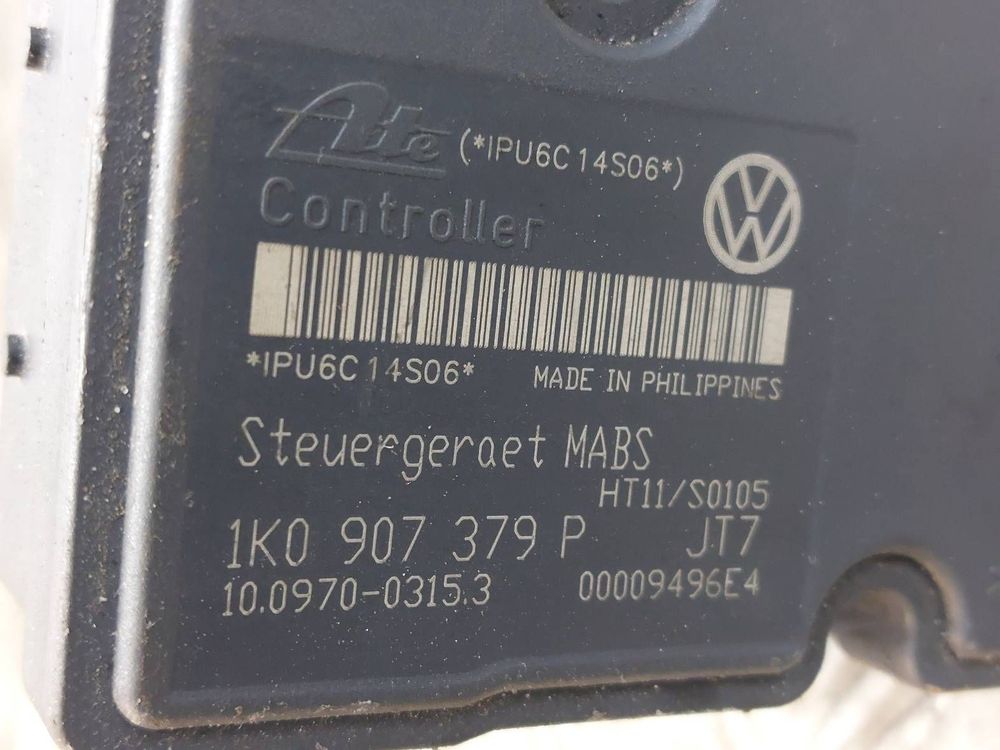 Ate (*IPU6C14S06*)
Controller
*IPU6C14S06*
MADE IN PHILIPPINES
Steuergeraet MABS
HT11/S0105
1K0 907 379 P
JT7
10.0970-0315.3
00009496E4